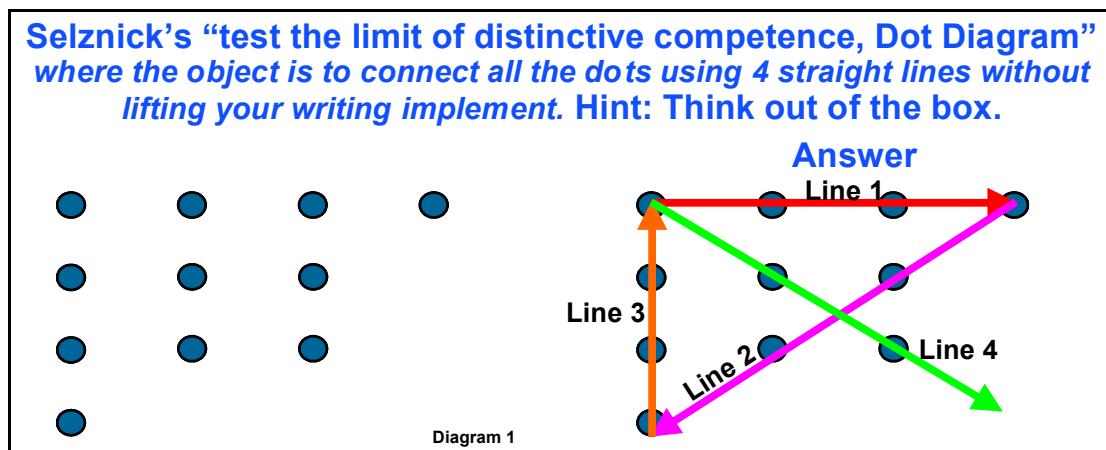 Selznick's “test the limit of distinctive competence, Dot Diagram”
where the object is to connect all the dots using 4 straight lines without
lifting your writing implement. Hint: Think out of the box.
Answer
Line 1
Line 3
Line 2
Line 4
Diagram 1